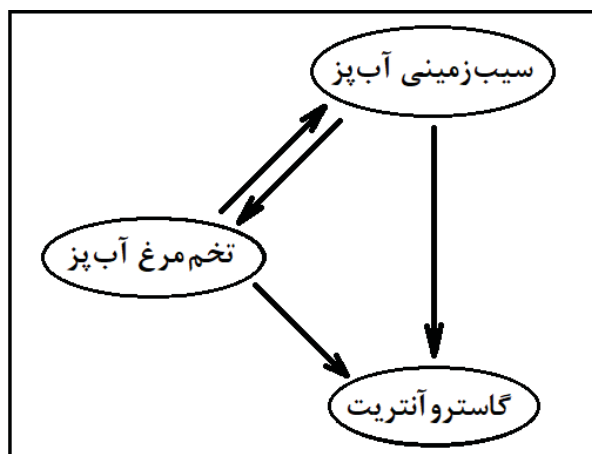 سیب‌زمینی آب‌پز
تخم‌مرغ آب‌پز
گاستروآنتریت